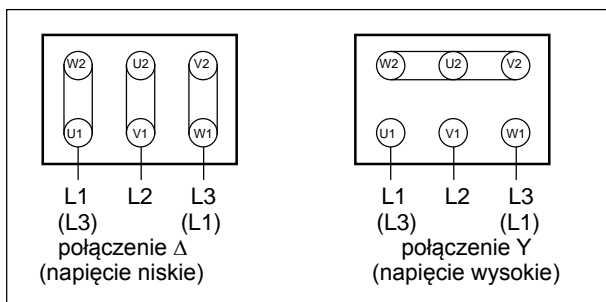 W2 U2 V2
U1 V1 W1
L1 L2 L3
(L3) (L1)
połączenie Δ
(napięcie niskie)
W2 U2 V2
U1 V1 W1
L1 L2 L3
(L3) (L1)
połączenie Y
(napięcie wysokie)